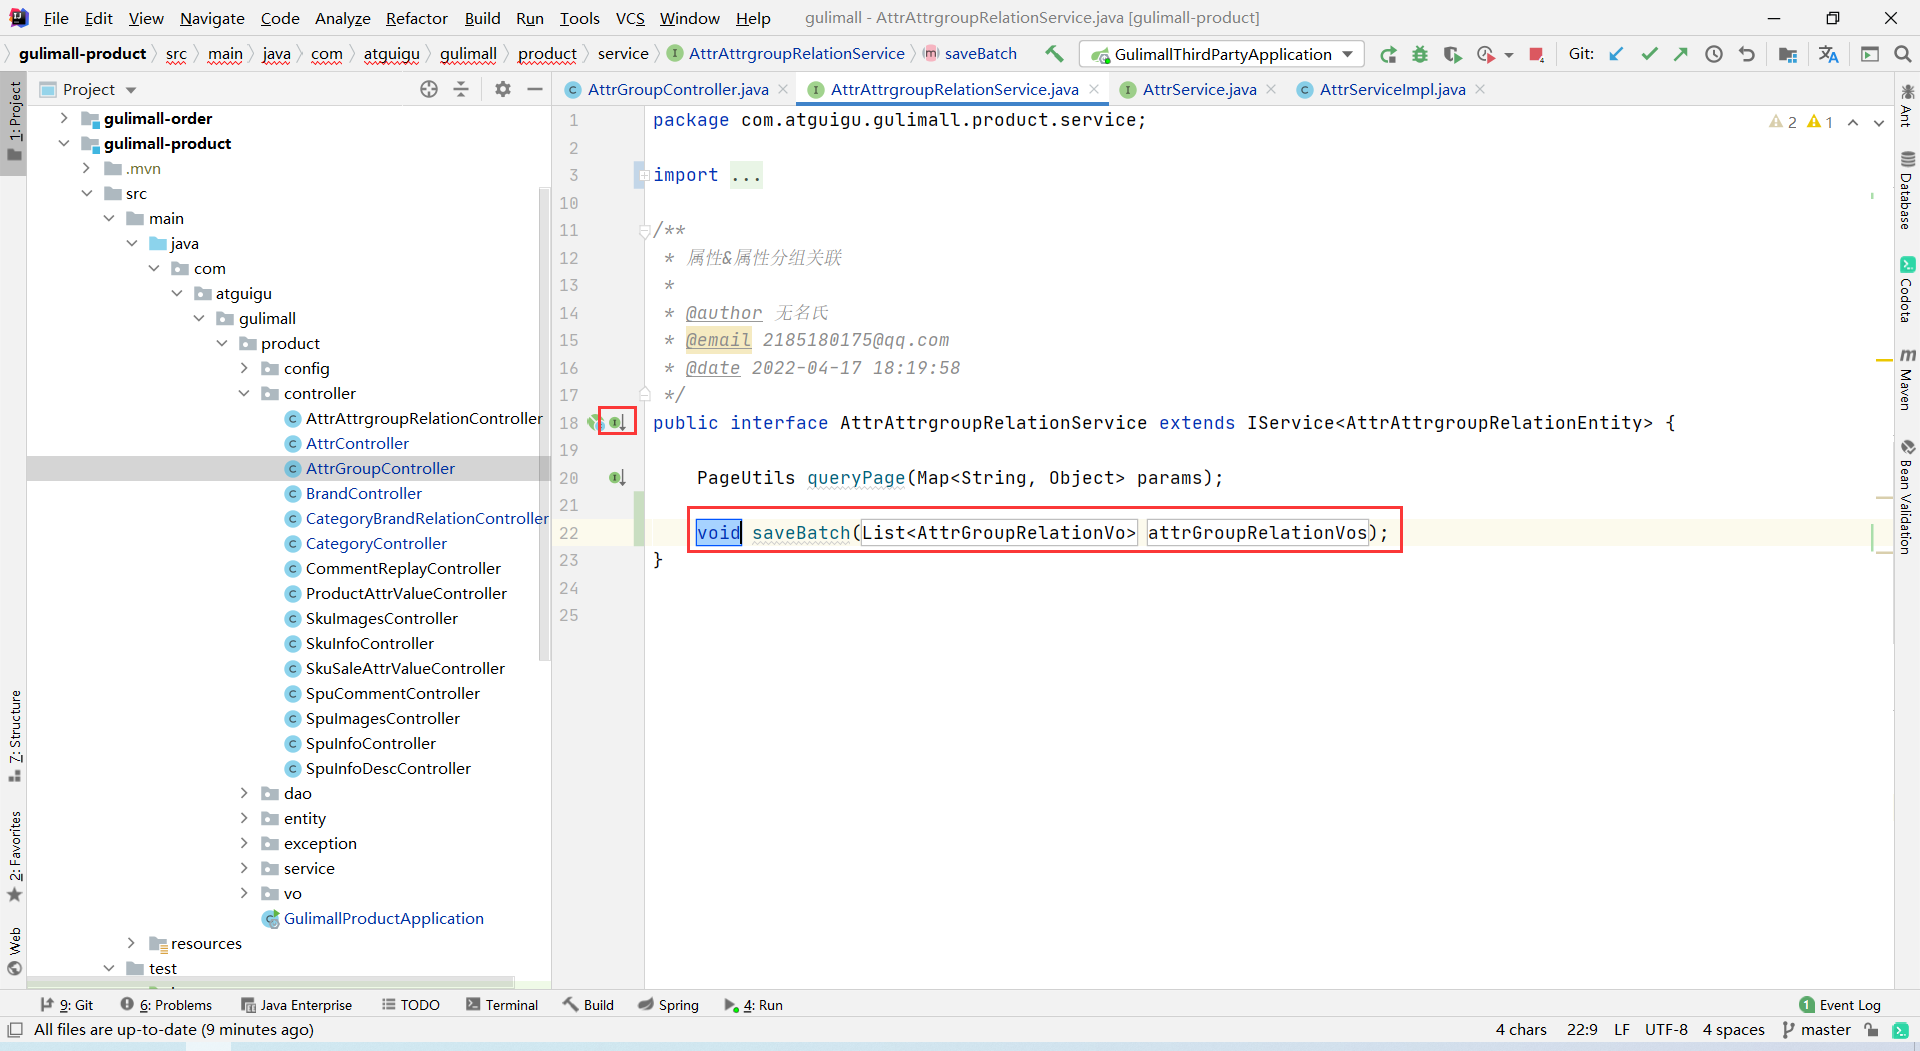 File Edit View Navigate Code Analyze Refactor Build Run Tools VCS Window Help gulimall - AttrAttrgroupRelationService.java [gulimall-product]
gulimall-product src main java com atguigu gulimall product service AttrAttrgroupRelationService saveBatch GulimallThirdPartyApplication Git:
Project
AttrGroupController.java AttrAttrgroupRelationService.java AttrService.java AttrServiceImpl.java
1: Project
7: Structure
2: Favorites
Web
gulimall-order
gulimall-product
.mvn
src
main
java
com
atguigu
gulimall
product
config
controller
AttrAttrgroupRelationController
AttrController
AttrGroupController
BrandController
CategoryBrandRelationController
CategoryController
CommentReplayController
ProductAttrValueController
SkuImagesController
SkuInfoController
SkuSaleAttrValueController
SpuCommentController
SpuImagesController
SpuInfoController
SpuInfoDescController
dao
entity
exception
service
vo
GulimallProductApplication
resources
test
1 package com.atguigu.gulimall.product.service;
2
3 import ...
10
11 /**
12 * 属性&属性分组关联
13 *
14 * @author 无名氏
15 * @email 2185180175@qq.com
16 * @date 2022-04-17 18:19:58
17 */
18 public interface AttrAttrgroupRelationService extends IService<AttrAttrgroupRelationEntity> {
19
20 PageUtils queryPage(Map<String, Object> params);
21
22 void saveBatch(List<AttrGroupRelationVo> attrGroupRelationVos);
23 }
24
25
2 1
Ant
Database
Codota
Maven
Bean Validation
9: Git 6: Problems Java Enterprise TODO Terminal Build Spring 4: Run 1 Event Log
All files are up-to-date (9 minutes ago) 4 chars 22:9 LF UTF-8 4 spaces master